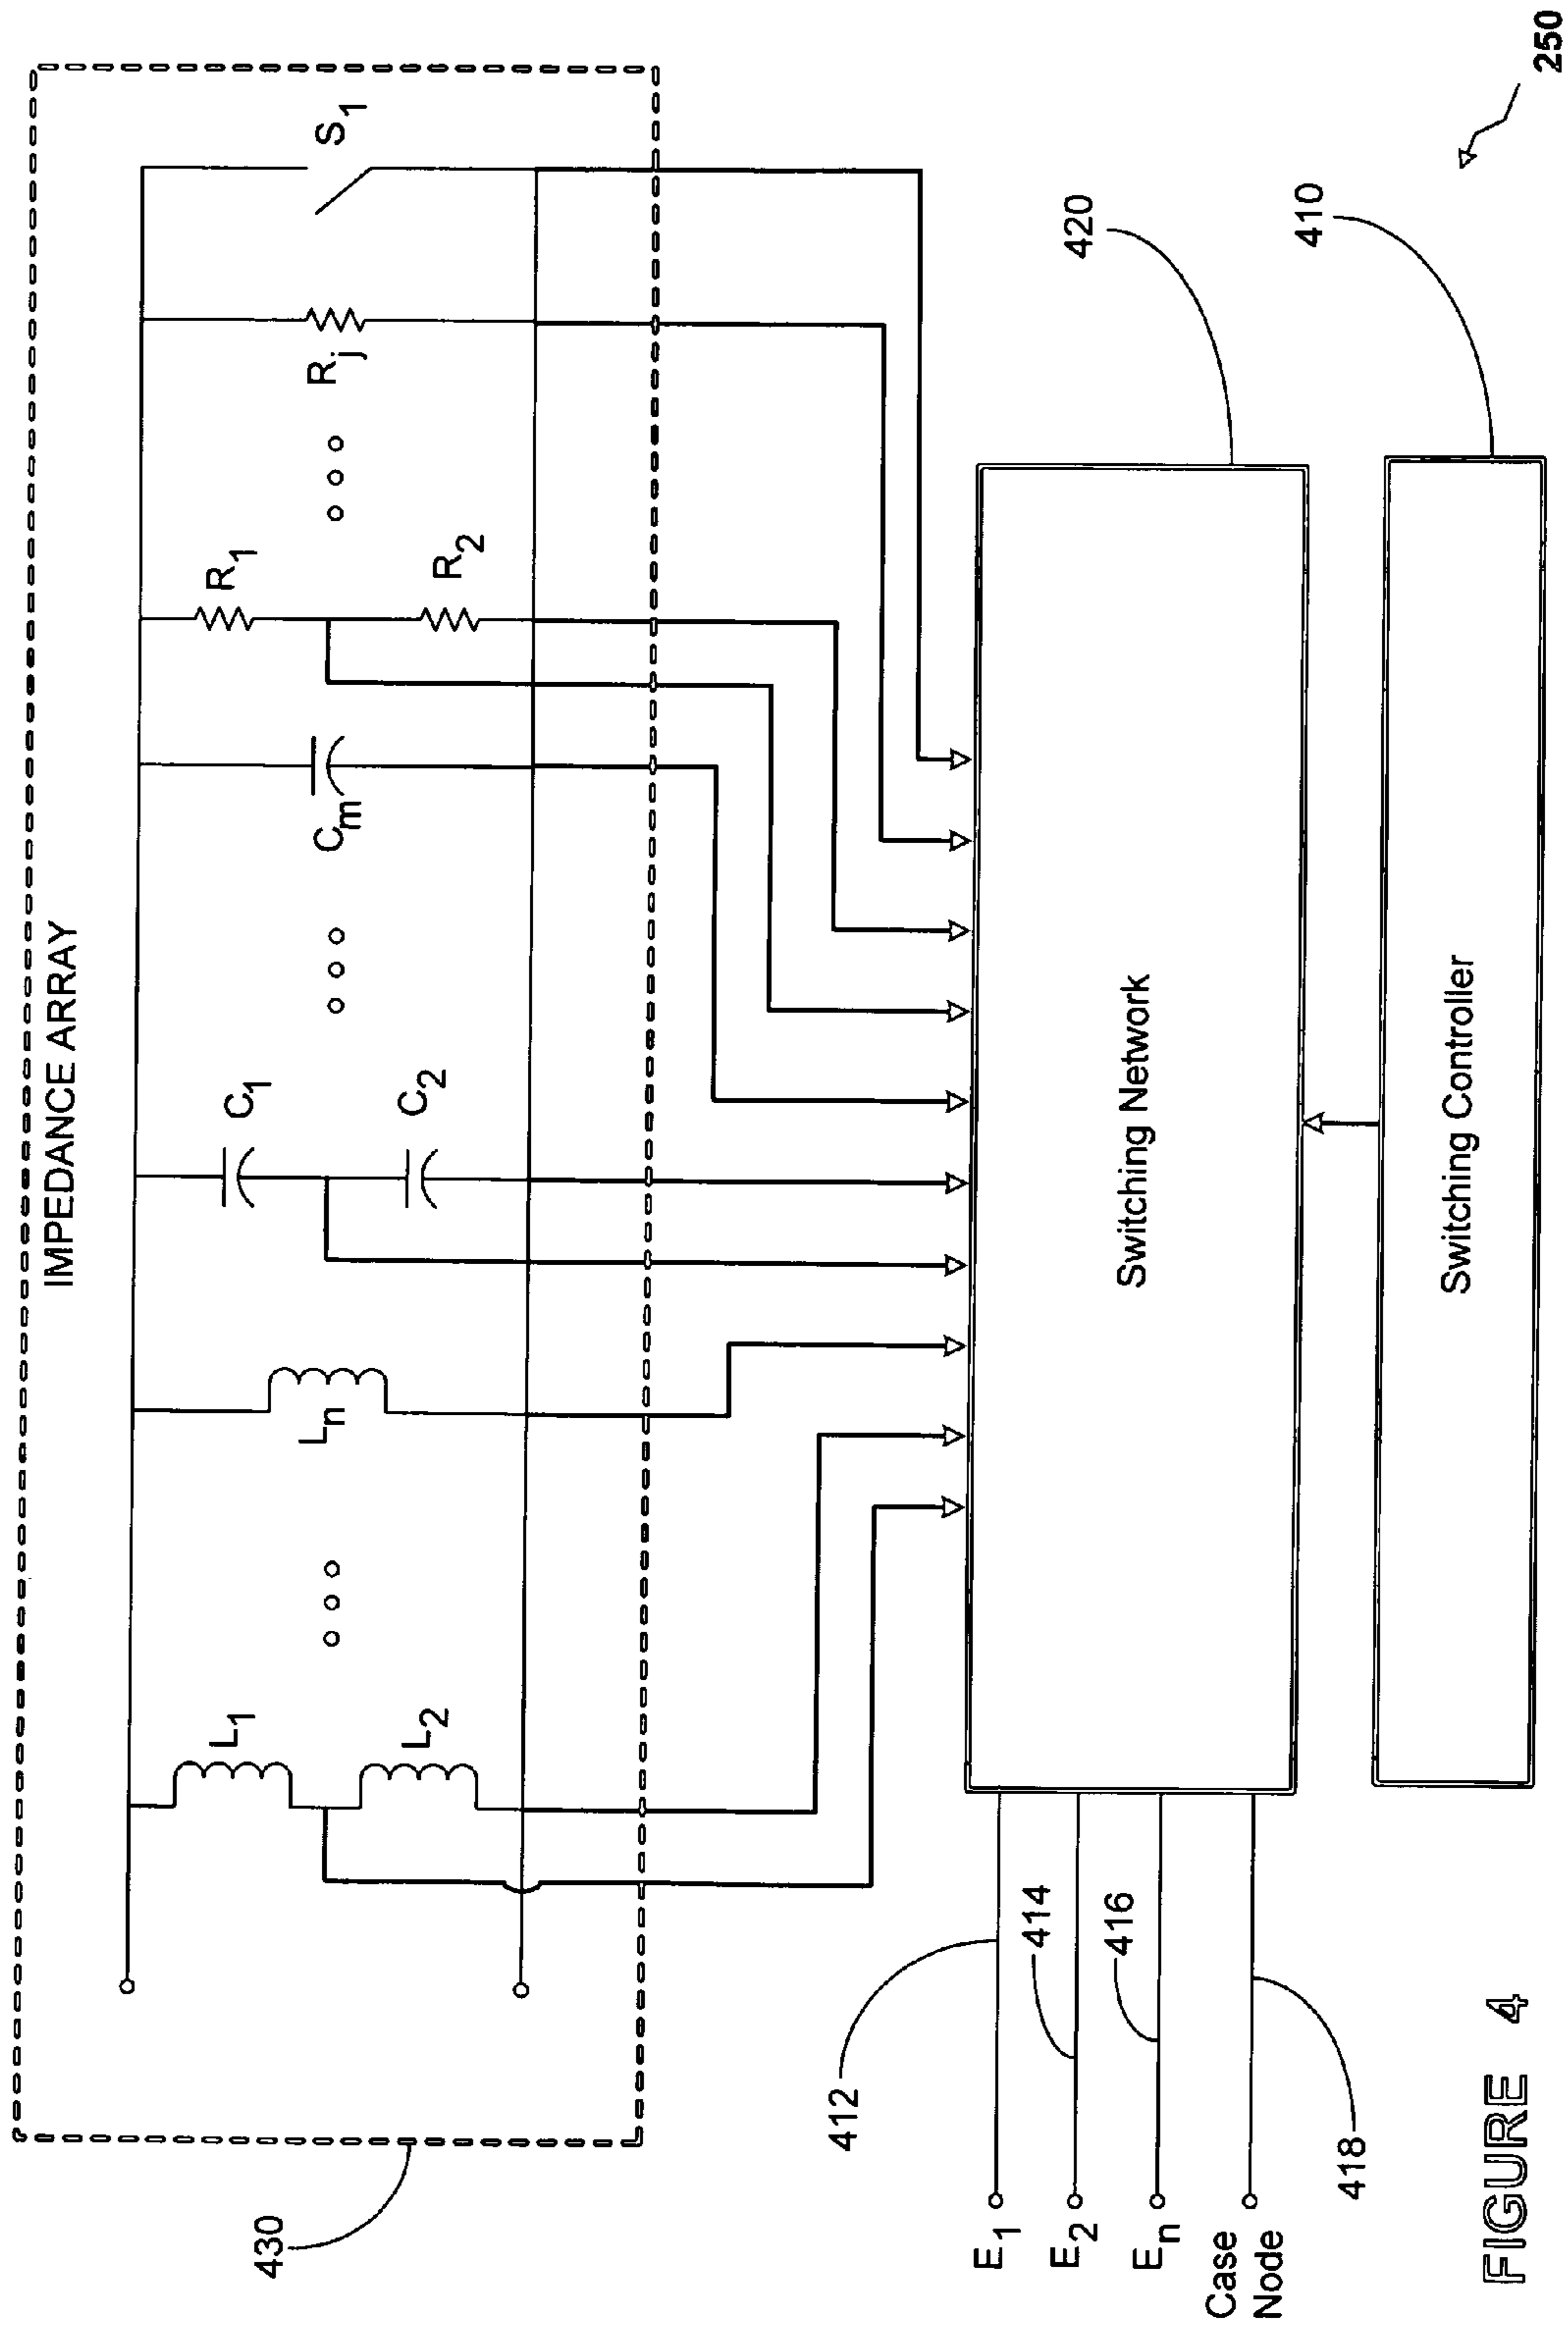 IMPEDANCE ARRAY
L1
L2
Ln
C1
C2
Cm
R1
R2
Rj
S1
430
412
E1
414
E2
416
En
418
Case
Node
Switching Network
420
Switching Controller
410
250
FIGURE 4